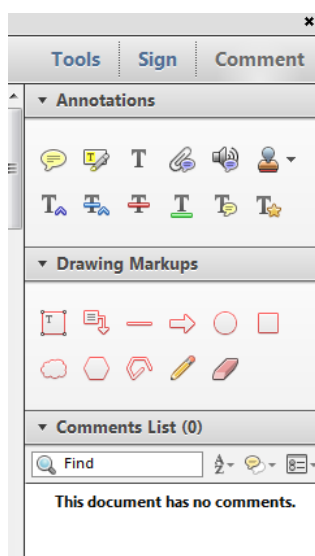 Tools Sign Comment
Annotations
T T T
T T T T T T
Drawing Markups
T
Comments List (0)
Find
A Z
This document has no comments.